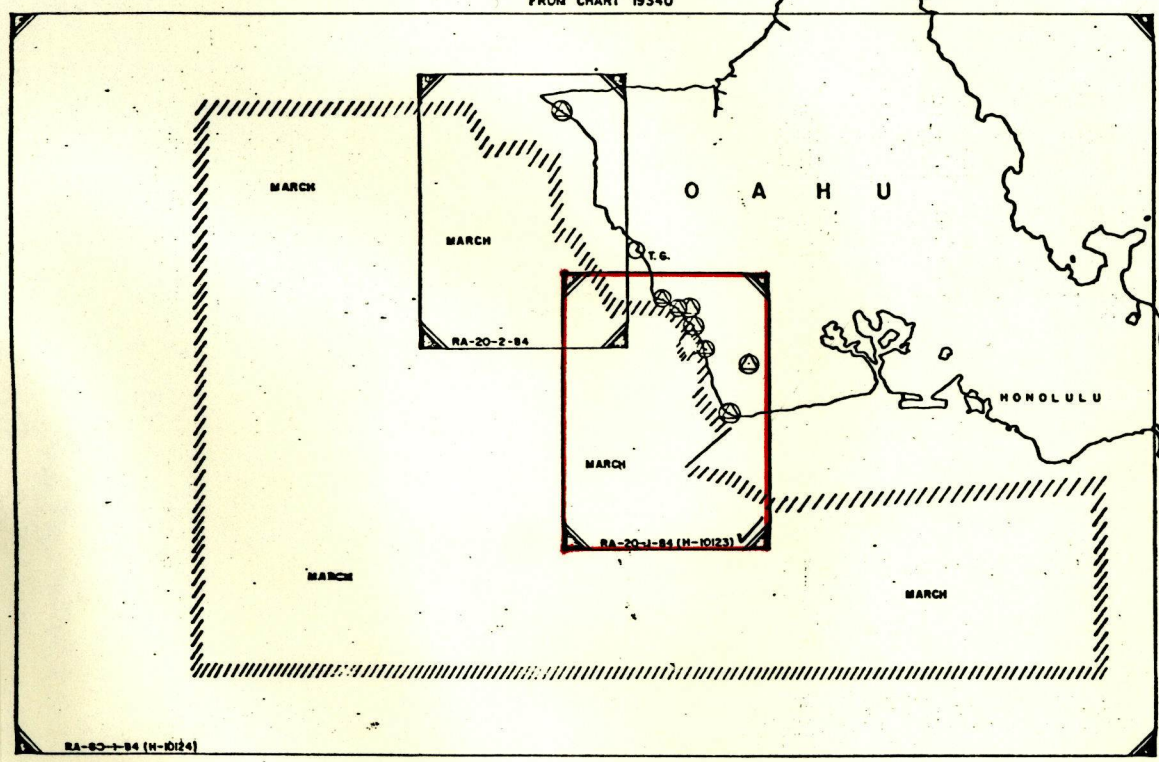 FROM CHART 19340
MARCH
O A H U
MARCH
T.G.
RA-20-2-84
HONOLULU
MARCH
RA-20-1-84 (H-10123)
MARCH
MARCH
RA-80-1-84 (H-10124)